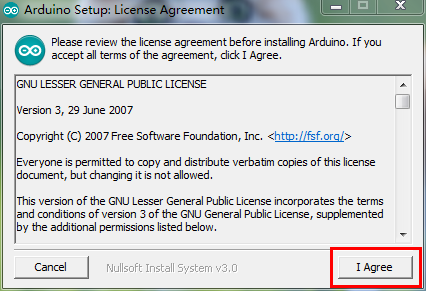 Arduino Setup: License Agreement
Please review the license agreement before installing Arduino. If you
accept all terms of the agreement, click I Agree.
GNU LESSER GENERAL PUBLIC LICENSE
Version 3, 29 June 2007
Copyright (C) 2007 Free Software Foundation, Inc. <http://fsf.org/>
Everyone is permitted to copy and distribute verbatim copies of this license
document, but changing it is not allowed.
This version of the GNU Lesser General Public License incorporates the terms
and conditions of version 3 of the GNU General Public License, supplemented
by the additional permissions listed below.
Cancel
Nullsoft Install System v3.0
I Agree